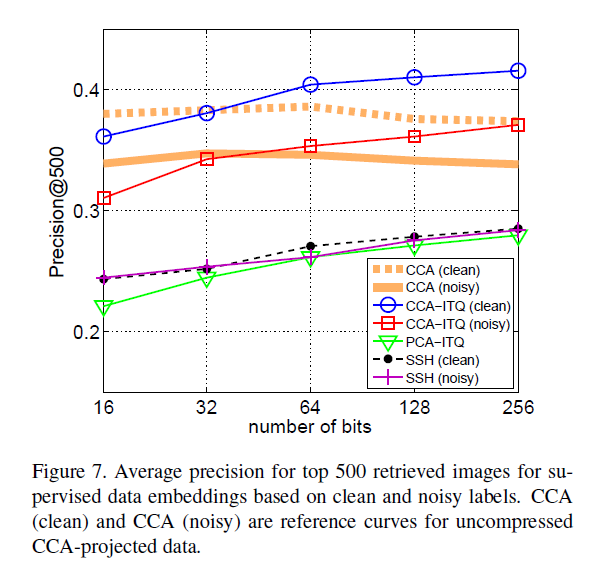 0.4
0.3
0.2
Precision@500
CCA (clean)
CCA (noisy)
CCA−ITQ (clean)
CCA−ITQ (noisy)
PCA−ITQ
SSH (clean)
SSH (noisy)
16 32 64 128 256
number of bits
Figure 7. Average precision for top 500 retrieved images for su-
pervised data embeddings based on clean and noisy labels. CCA
(clean) and CCA (noisy) are reference curves for uncompressed
CCA-projected data.